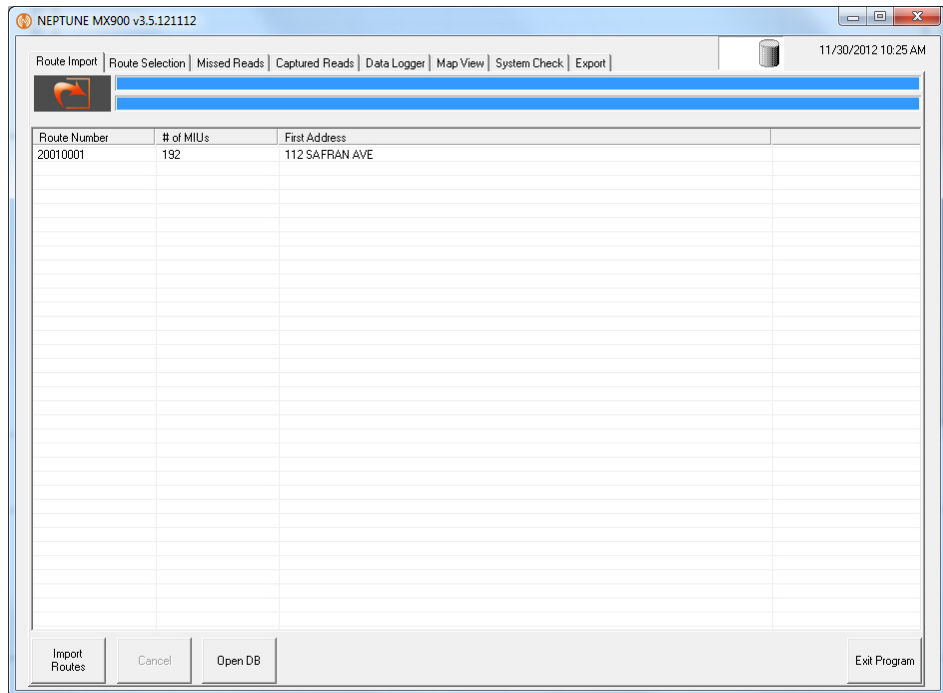 NEPTUNE MX900 v3.5.121112
11/30/2012 10:25 AM
Route Import Route Selection Missed Reads Captured Reads Data Logger Map View System Check Export
Route Number # of MIUs First Address
20010001 192 112 SAFRAN AVE
Import Routes Cancel Open DB Exit Program